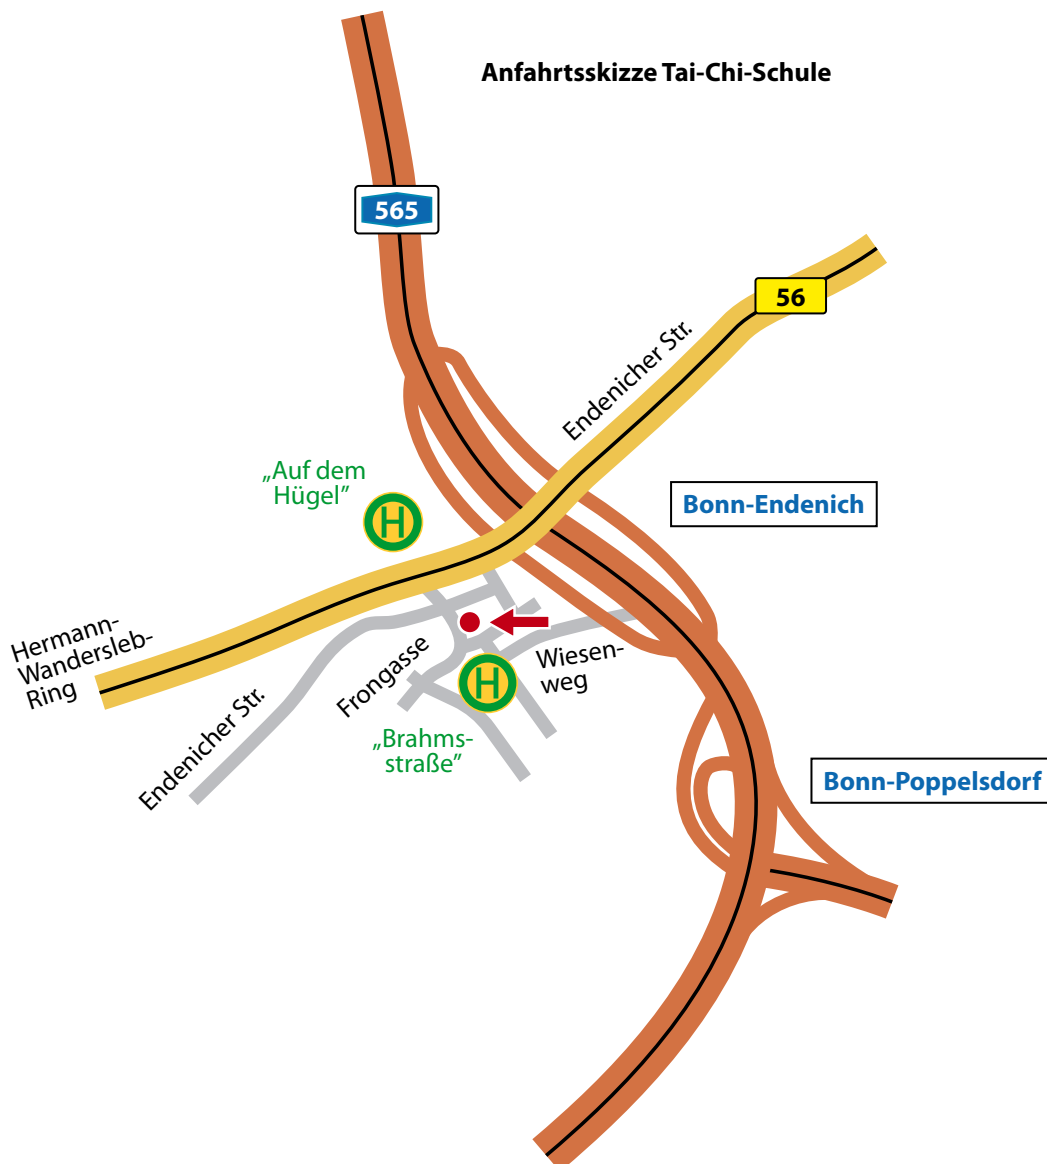 Anfahrtsskizze Tai-Chi-Schule
565
56
Endenicher Str.
„Auf dem
Hügel”
H
Bonn-Endenich
Hermann-
Wandersleb-
Ring
Frongasse
Wiesen-
weg
H
Endenicher Str.
„Brahms-
straße”
Bonn-Poppelsdorf